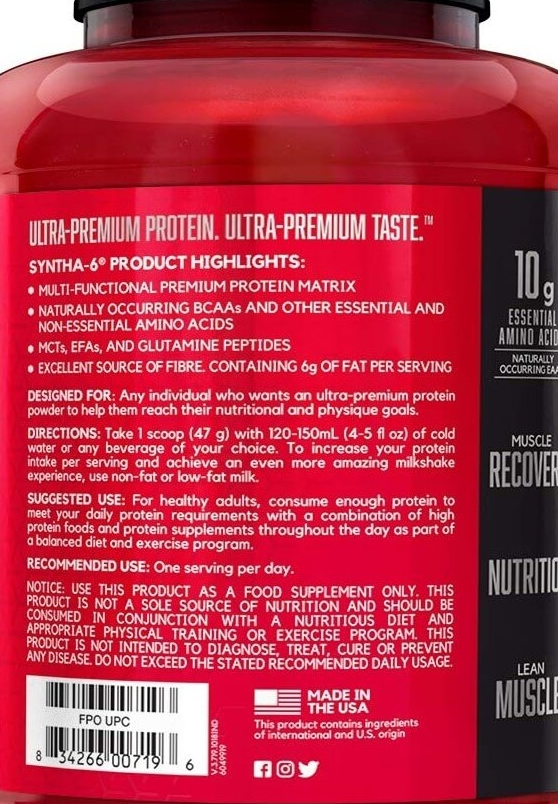 ULTRA-PREMIUM PROTEIN. ULTRA-PREMIUM TASTE.™
SYNTHA-6® PRODUCT HIGHLIGHTS:
• MULTI-FUNCTIONAL PREMIUM PROTEIN MATRIX
• NATURALLY OCCURRING BCAAs AND OTHER ESSENTIAL AND
NON-ESSENTIAL AMINO ACIDS
• MCTs, EFAs, AND GLUTAMINE PEPTIDES
• EXCELLENT SOURCE OF FIBRE. CONTAINING 6g OF FAT PER SERVING
DESIGNED FOR: Any individual who wants an ultra-premium protein
powder to help them reach their nutritional and physique goals.
DIRECTIONS: Take 1 scoop (47 g) with 120-150mL (4-5 fl oz) of cold
water or any beverage of your choice. To increase your protein
intake per serving and achieve an even more amazing milkshake
experience, use non-fat or low-fat milk.
SUGGESTED USE: For healthy adults, consume enough protein to
meet your daily protein requirements with a combination of high
protein foods and protein supplements throughout the day as part of
a balanced diet and exercise program.
RECOMMENDED USE: One serving per day.
NOTICE: USE THIS PRODUCT AS A FOOD SUPPLEMENT ONLY. THIS
PRODUCT IS NOT A SOLE SOURCE OF NUTRITION AND SHOULD BE
CONSUMED IN CONJUNCTION WITH A NUTRITIOUS DIET AND
APPROPRIATE PHYSICAL TRAINING OR EXERCISE PROGRAM. THIS
PRODUCT IS NOT INTENDED TO DIAGNOSE, TREAT, CURE OR PREVENT
ANY DISEASE. DO NOT EXCEED THE STATED RECOMMENDED DAILY USAGE.
FPO UPC
8 34266 00719 6
MADE IN
THE USA
This product contains ingredients
of international and U.S. origin
10g
ESSENTIAL
AMINO ACID
NATURALLY
OCCURRING EAA
MUSCLE
RECOVER
NUTRITIO
LEAN
MUSCLE